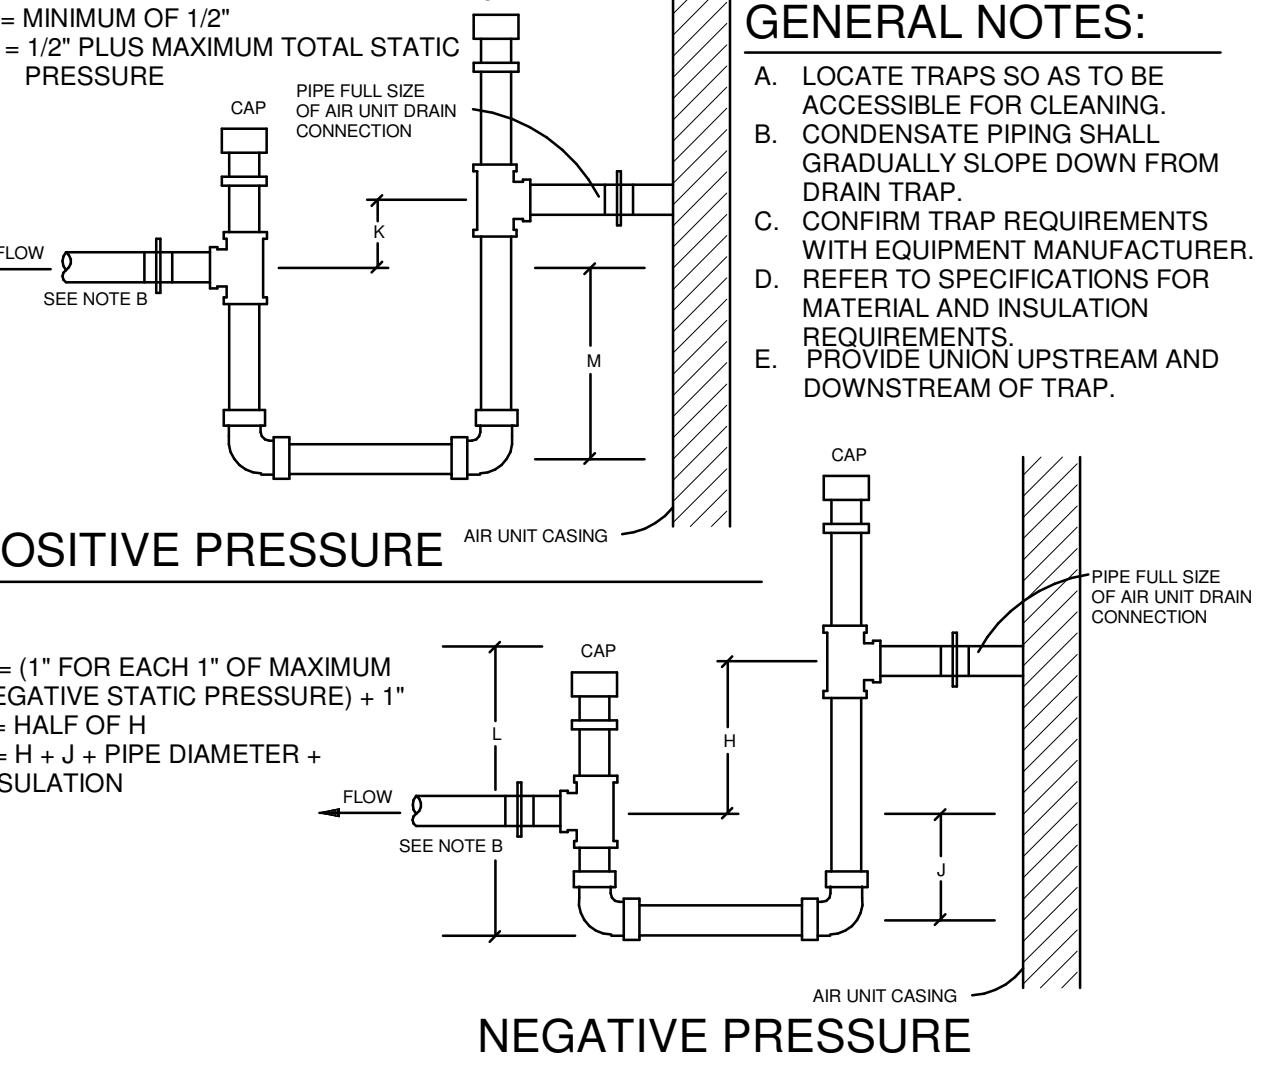 = MINIMUM OF 1/2"
= 1/2" PLUS MAXIMUM TOTAL STATIC
PRESSURE
CAP
PIPE FULL SIZE
OF AIR UNIT DRAIN
CONNECTION
K
FLOW
SEE NOTE B
M
AIR UNIT CASING
OSITIVE PRESSURE
GENERAL NOTES:
A. LOCATE TRAPS SO AS TO BE
ACCESSIBLE FOR CLEANING.
B. CONDENSATE PIPING SHALL
GRADUALLY SLOPE DOWN FROM
DRAIN TRAP.
C. CONFIRM TRAP REQUIREMENTS
WITH EQUIPMENT MANUFACTURER.
D. REFER TO SPECIFICATIONS FOR
MATERIAL AND INSULATION
REQUIREMENTS.
E. PROVIDE UNION UPSTREAM AND
DOWNSTREAM OF TRAP.
= (1" FOR EACH 1" OF MAXIMUM
EGATIVE STATIC PRESSURE) + 1"
= HALF OF H
= H + J + PIPE DIAMETER +
SULATION
CAP
CAP
PIPE FULL SIZE
OF AIR UNIT DRAIN
CONNECTION
L
H
FLOW
SEE NOTE B
J
AIR UNIT CASING
NEGATIVE PRESSURE